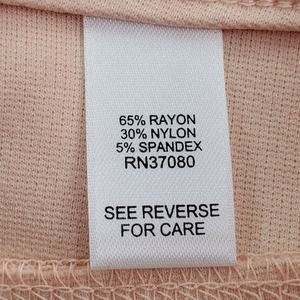 65% RAYON
30% NYLON
5% SPANDEX
RN37080
SEE REVERSE
FOR CARE